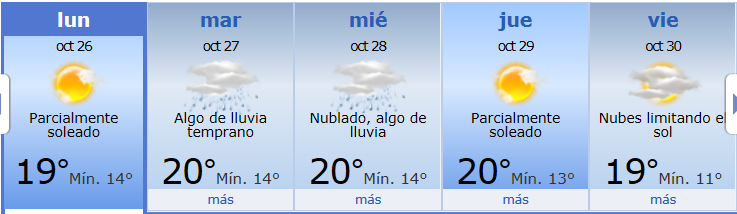 lun
oct 26
Parcialmente
soleado
19° Mín. 14°
mar
oct 27
Algo de lluvia
temprano
20° Mín. 14°
más
mié
oct 28
Nublado, algo de
lluvia
20° Mín. 14°
más
jue
oct 29
Parcialmente
soleado
20° Mín. 13°
más
vie
oct 30
Nubes limitando el
sol
19° Mín. 11°
más